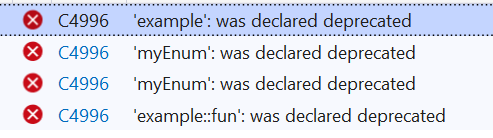 C4996 'example': was declared deprecated
C4996 'myEnum': was declared deprecated
C4996 'myEnum': was declared deprecated
C4996 'example::fun': was declared deprecated